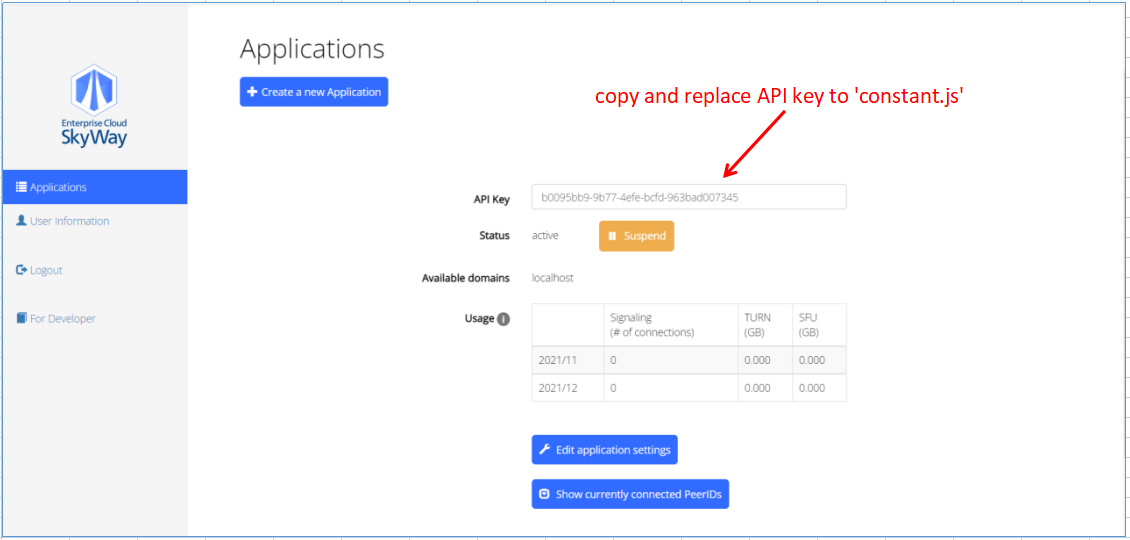 Applications
Create a new Application
copy and replace API key to 'constant.js'
Enterprise Cloud
SkyWay
Applications
User Information
Logout
For Developer
API Key b0095bb9-9b77-4efe-bcfd-963bad007345
Status active Suspend
Available domains localhost
Usage i
Signaling TURN SFU
(# of connections) (GB) (GB)
2021/11 0 0.000 0.000
2021/12 0 0.000 0.000
Edit application settings
Show currently connected PeerIDs